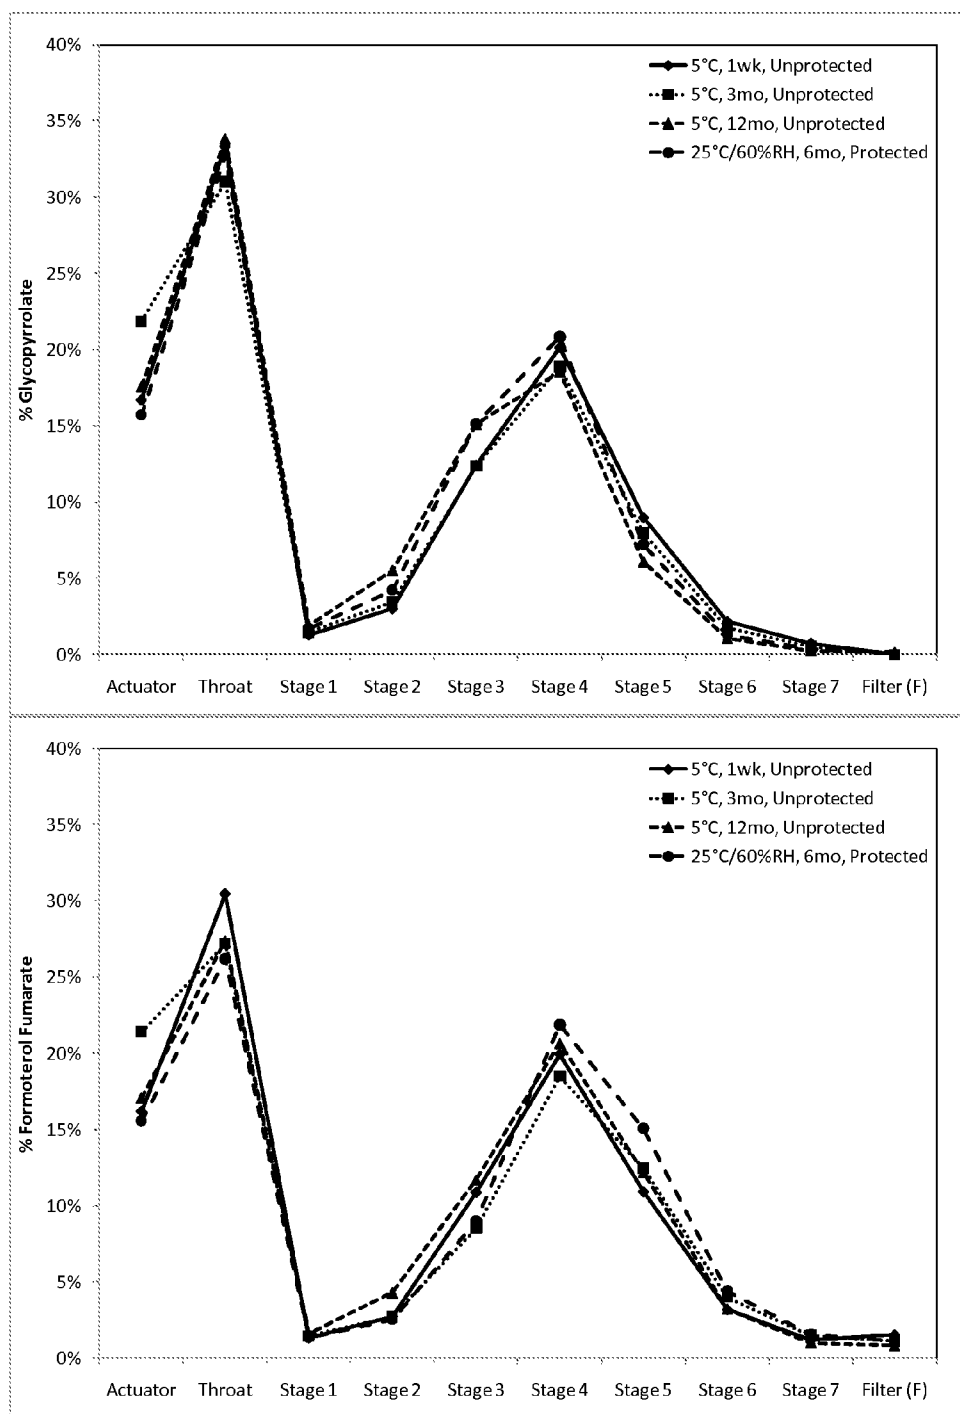 40%
35%
30%
25%
20%
15%
10%
5%
0%
% Glycopyrrolate
5°C, 1wk, Unprotected
5°C, 3mo, Unprotected
5°C, 12mo, Unprotected
25°C/60%RH, 6mo, Protected
Actuator Throat Stage 1 Stage 2 Stage 3 Stage 4 Stage 5 Stage 6 Stage 7 Filter (F)
40%
35%
30%
25%
20%
15%
10%
5%
0%
% Formoterol Fumarate
5°C, 1wk, Unprotected
5°C, 3mo, Unprotected
5°C, 12mo, Unprotected
25°C/60%RH, 6mo, Protected
Actuator Throat Stage 1 Stage 2 Stage 3 Stage 4 Stage 5 Stage 6 Stage 7 Filter (F)